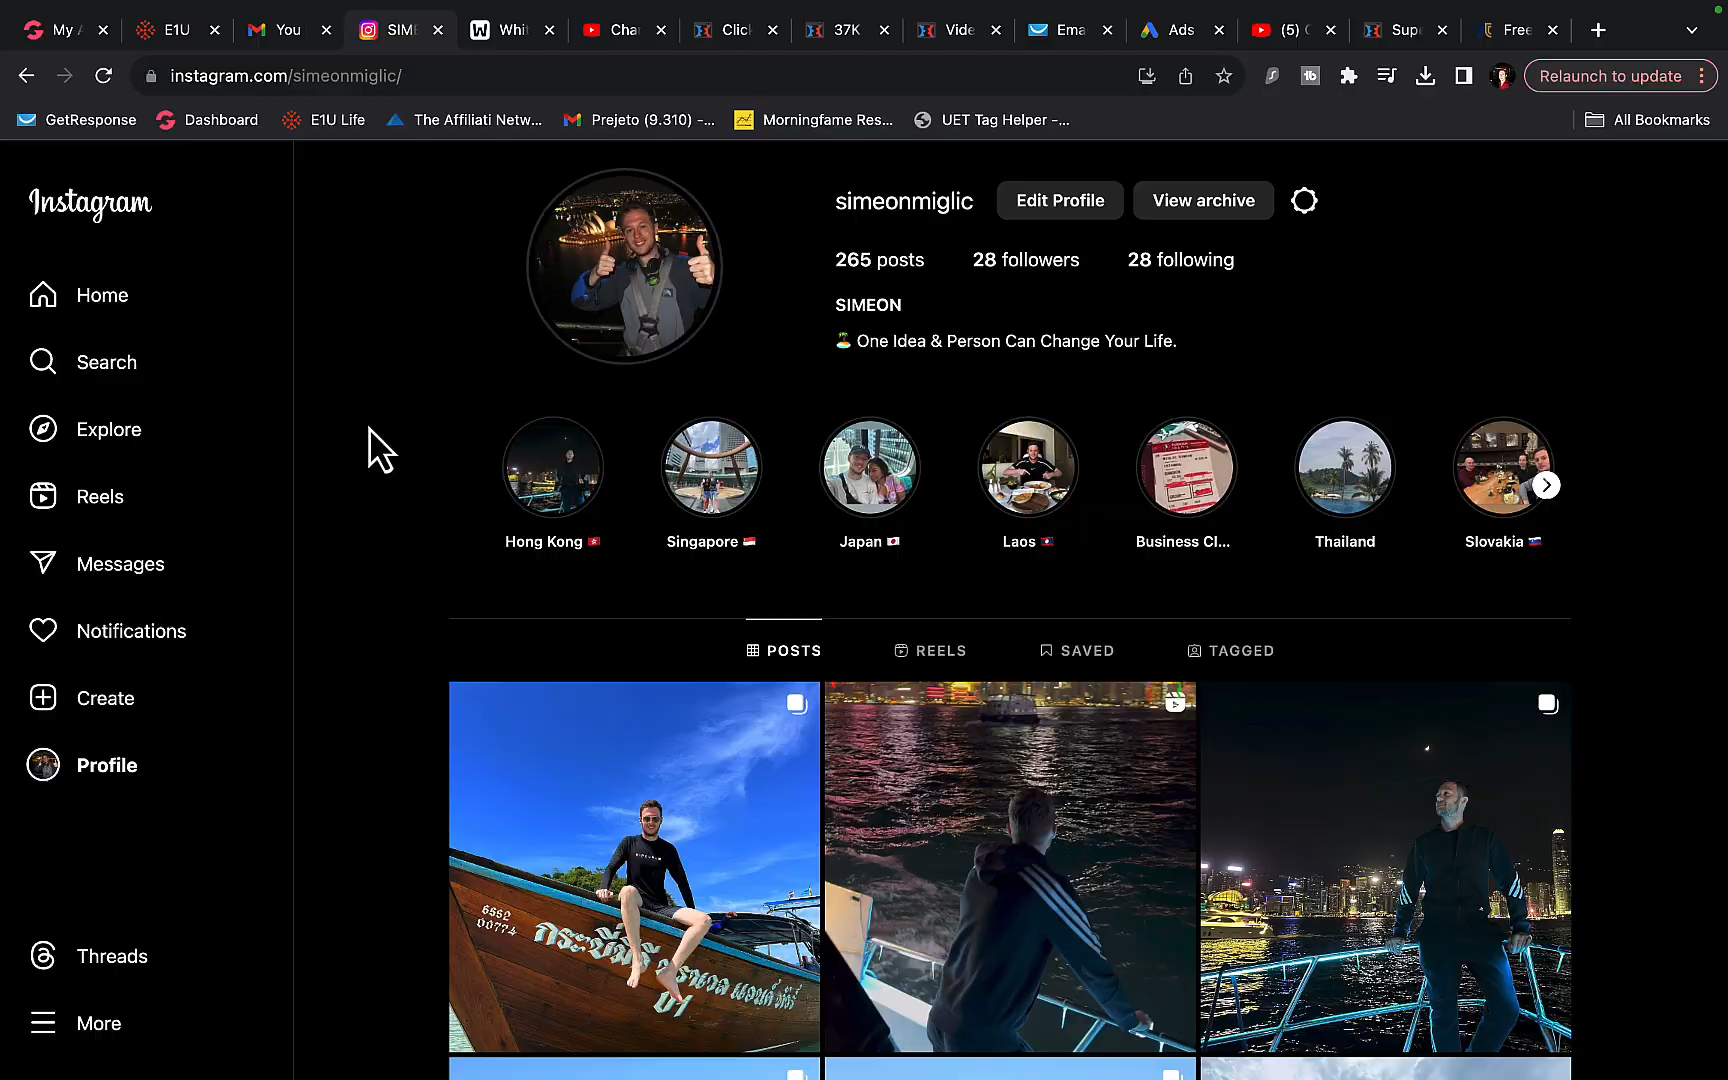 My
E1U
You
SIM
Whi
Cha
Click
37K
Vide
Ema
Ads
(5)
Supe
Free
instagram.com/simeonmiglic/
Relaunch to update
GetResponse
Dashboard
E1U Life
The Affiliati Netw...
Prejeto (9.310) -...
Morningfame Res...
UET Tag Helper -...
All Bookmarks
Instagram
Home
Search
Explore
Reels
Messages
Notifications
Create
Profile
Threads
More
simeonmiglic
Edit Profile
View archive
265 posts
28 followers
28 following
SIMEON
🏝️ One Idea & Person Can Change Your Life.
Hong Kong 🇭🇰
Singapore 🇸🇬
Japan 🇯🇵
Laos 🇱🇦
Business Cl...
Thailand
Slovakia 🇸🇮
POSTS
REELS
SAVED
TAGGED
6552
00774